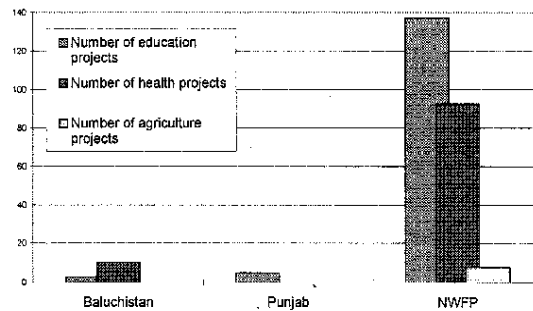 140
120
100
80
60
40
20
0
Number of education
projects
Number of health projects
Number of agriculture
projects
Baluchistan
Punjab
NWFP